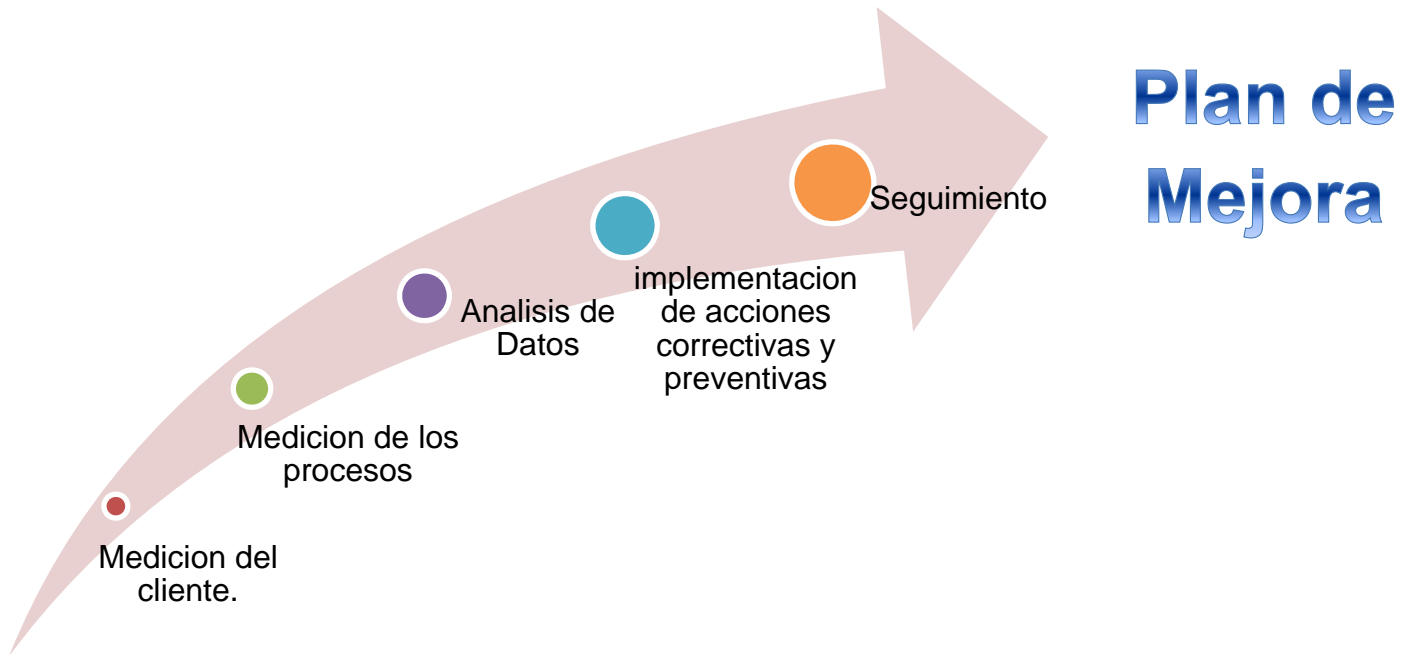 Plan de
Mejora
Seguimiento
implementacion
de acciones
correctivas y
preventivas
Analisis de
Datos
Medicion de los
procesos
Medicion del
cliente.